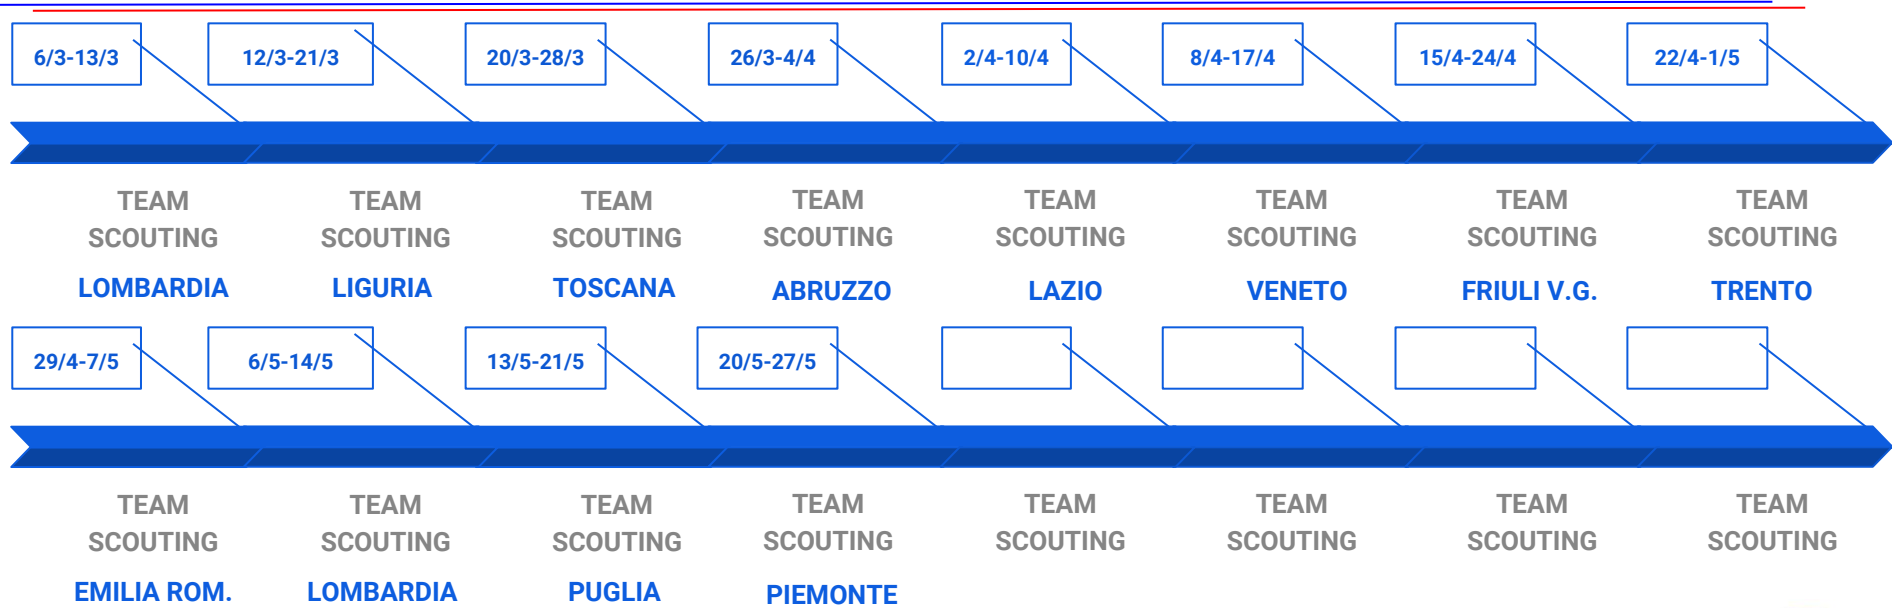 6/3-13/3 12/3-21/3 20/3-28/3 26/3-4/4 2/4-10/4 8/4-17/4 15/4-24/4 22/4-1/5
TEAM TEAM TEAM TEAM TEAM TEAM TEAM TEAM
SCOUTING SCOUTING SCOUTING SCOUTING SCOUTING SCOUTING SCOUTING SCOUTING
LOMBARDIA LIGURIA TOSCANA ABRUZZO LAZIO VENETO FRIULI V.G. TRENTO
29/4-7/5 6/5-14/5 13/5-21/5 20/5-27/5
TEAM TEAM TEAM TEAM TEAM TEAM TEAM TEAM
SCOUTING SCOUTING SCOUTING SCOUTING SCOUTING SCOUTING SCOUTING SCOUTING
EMILIA ROM. LOMBARDIA PUGLIA PIEMONTE